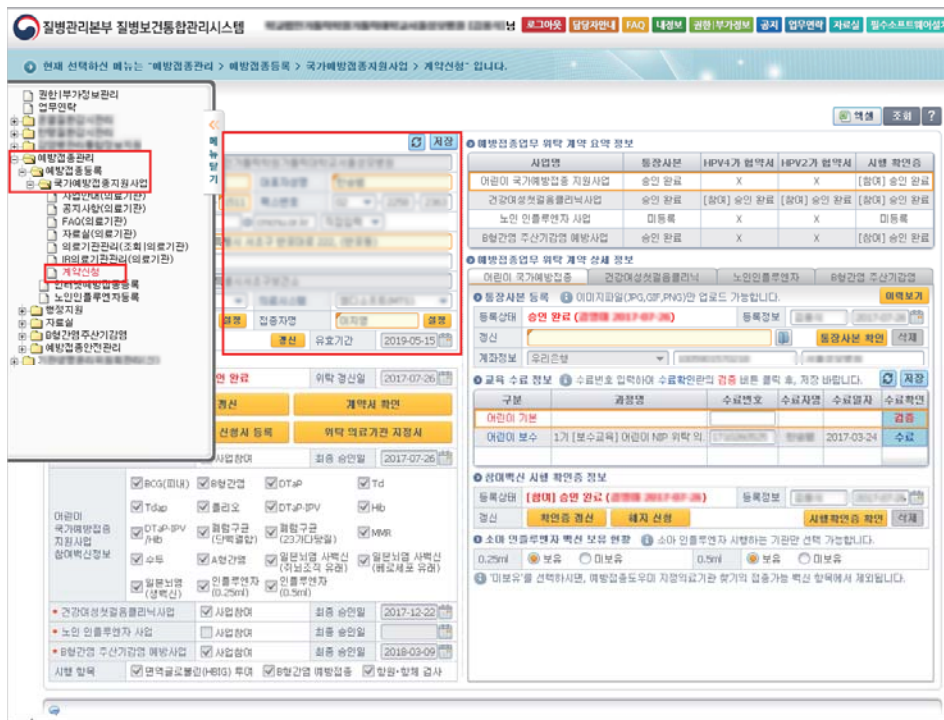 질병관리본부 질병보건통합관리시스템
님 로그아웃 담당자안내 FAQ 내정보 권한|부가정보 공지 업무연락 자료실 필수소프트웨어설치
현재 선택하신 메뉴는 "예방접종관리 > 예방접종등록 > 국가예방접종지원사업 > 계약신청" 입니다.
엑셀 조회 ?
권한|부가정보관리
업무연락
예방접종관리
예방접종등록
국가예방접종지원사업
사업안내(의료기관)
공지사항(의료기관)
FAQ(의료기관)
자료실(의료기관)
의료기관관리(조회|의료기관)
IR의료기관관리(의료기관)
계약신청
인터넷예방접종등록
노인인플루엔자등록
행정지원
자료실
B형간염주산기감염
예방접종안전관리
메뉴닫기
저장
대표자성명
팩스번호 02
직접입력
설정 접종자명 설정
갱신 유효기간 2019-05-15
인 완료 위탁 갱신일 2017-07-26
갱신 계약서 확인
신청서 등록 위탁 의료기관 지정서
사업참여 최종 승인일 2017-07-26
어린이 국가예방접종 지원사업 참여백신정보
BCG(피내) B형간염 DTaP Td
Tdap 폴리오 DTaP-IPV Hib
DTaP-IPV/Hib 폐렴구균(단백결합) 폐렴구균(23가다당질) MMR
수두 A형간염 일본뇌염 사백신(쥐뇌조직 유래) 일본뇌염 사백신(베로세포 유래)
일본뇌염(생백신) 인플루엔자(0.25ml) 인플루엔자(0.5ml)
* 건강여성첫걸음클리닉사업 사업참여 최종 승인일 2017-12-22
* 노인 인플루엔자 사업 사업참여 최종 승인일
* B형간염 주산기감염 예방사업 사업참여 최종 승인일 2018-03-09
시행 항목 면역글로불린(HBIG) 투여 B형간염 예방접종 항원·항체 검사
예방접종업무 위탁 계약 요약 정보
사업명 통장사본 HPV4가 협약서 HPV2가 협약서 시행 확인증
어린이 국가예방접종 지원사업 승인 완료 X X [참여] 승인 완료
건강여성첫걸음클리닉사업 승인 완료 [참여] 승인 완료 [참여] 승인 완료 [참여] 승인 완료
노인 인플루엔자 사업 미등록 X X 미등록
B형간염 주산기감염 예방사업 승인 완료 X X [참여] 승인 완료
예방접종업무 위탁 계약 상세 정보
어린이 국가예방접종 건강여성첫걸음클리닉 노인인플루엔자 B형간염 주산기감염
통장사본 등록 이미지파일(JPG,GIF,PNG)만 업로드 가능합니다. 이력보기
등록상태 승인 완료 ( 2017-07-26) 등록정보
갱신 통장사본 확인 삭제
계좌정보 우리은행
교육 수료 정보 수료번호 입력하여 수료확인란의 검증 버튼 클릭 후, 저장 바랍니다. 저장
구분 과정명 수료번호 수료자명 수료일자 수료확인
어린이 기본 검증
어린이 보수 1기 [보수교육] 어린이 NIP 위탁 의. 2017-03-24 수료
참여백신 시행 확인증 정보
등록상태 [참여] 승인 완료 ( 2017-07-26) 등록정보
갱신 확인증 갱신 해지 신청 시행확인증 확인 삭제
소아 인플루엔자 백신 보유 현황 소아 인플루엔자 시행하는 기관만 선택 가능합니다.
0.25ml 보유 미보유 0.5ml 보유 미보유
'미보유'를 선택하시면, 예방접종도우미 지정의료기관 찾기의 접종가능 백신 항목에서 제외됩니다.